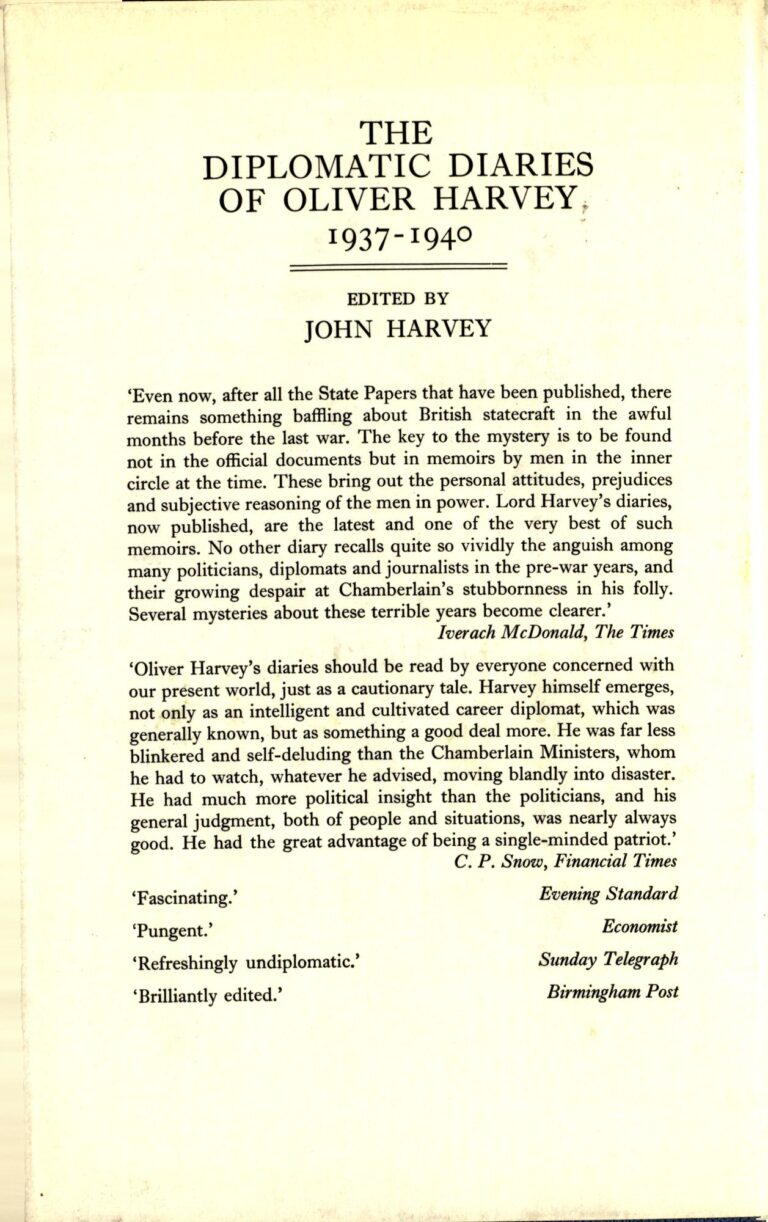 THE
DIPLOMATIC DIARIES
OF OLIVER HARVEY
1937-1940
EDITED BY
JOHN HARVEY
‘Even now, after all the State Papers that have been published, there
remains something baffling about British statecraft in the awful
months before the last war. The key to the mystery is to be found
not in the official documents but in memoirs by men in the inner
circle at the time. These bring out the personal attitudes, prejudices
and subjective reasoning of the men in power. Lord Harvey’s diaries,
now published, are the latest and one of the very best of such
memoirs. No other diary recalls quite so vividly the anguish among
many politicians, diplomats and journalists in the pre-war years, and
their growing despair at Chamberlain’s stubbornness in his folly.
Several mysteries about these terrible years become clearer.’
Iverach McDonald, The Times
‘Oliver Harvey’s diaries should be read by everyone concerned with
our present world, just as a cautionary tale. Harvey himself emerges,
not only as an intelligent and cultivated career diplomat, which was
generally known, but as something a good deal more. He was far less
blinkered and self-deluding than the Chamberlain Ministers, whom
he had to watch, whatever he advised, moving blandly into disaster.
He had much more political insight than the politicians, and his
general judgment, both of people and situations, was nearly always
good. He had the great advantage of being a single-minded patriot.’
C. P. Snow, Financial Times
‘Fascinating.’ Evening Standard
‘Pungent.’ Economist
‘Refreshingly undiplomatic.’ Sunday Telegraph
‘Brilliantly edited.’ Birmingham Post